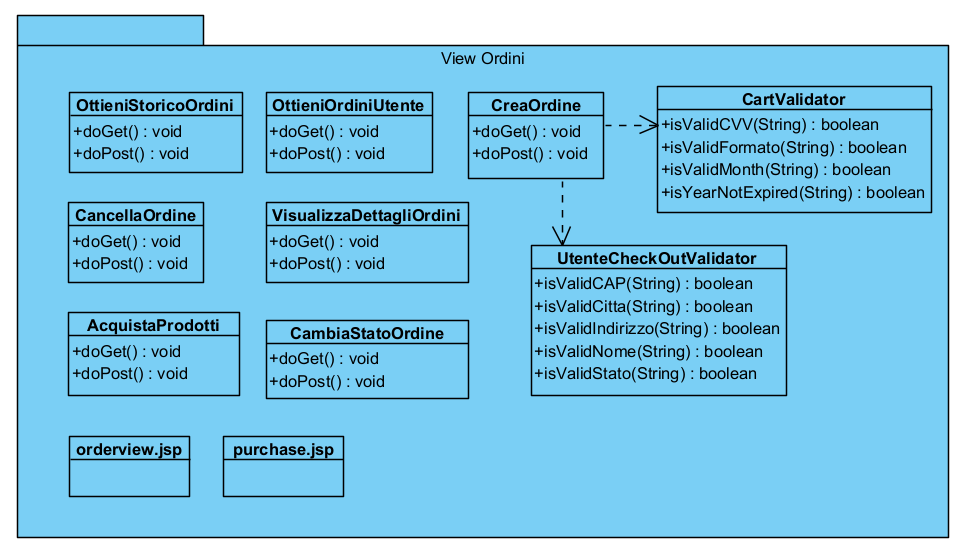 View Ordini
OttieniStoricoOrdini
+doGet() : void
+doPost() : void
OttieniOrdiniUtente
+doGet() : void
+doPost() : void
CreaOrdine
+doGet() : void
+doPost() : void
CartValidator
+isValidCVV(String) : boolean
+isValidFormato(String) : boolean
+isValidMonth(String) : boolean
+isYearNotExpired(String) : boolean
CancellaOrdine
+doGet() : void
+doPost() : void
VisualizzaDettagliOrdini
+doGet() : void
+doPost() : void
UtenteCheckOutValidator
+isValidCAP(String) : boolean
+isValidCitta(String) : boolean
+isValidIndirizzo(String) : boolean
+isValidNome(String) : boolean
+isValidStato(String) : boolean
AcquistaProdotti
+doGet() : void
+doPost() : void
CambiaStatoOrdine
+doGet() : void
+doPost() : void
orderview.jsp
purchase.jsp